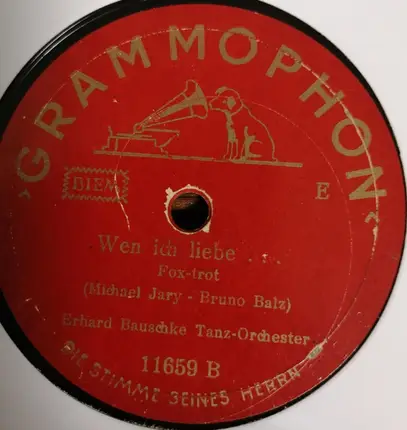 ›GRAMMOPHON‹
BIEM
E
Wen ich liebe . . .
Fox-trot
(Michael Jary - Bruno Balz)
Erhard Bauschke Tanz-Orchester
11659 B
DIE STIMME SEINES HERRN